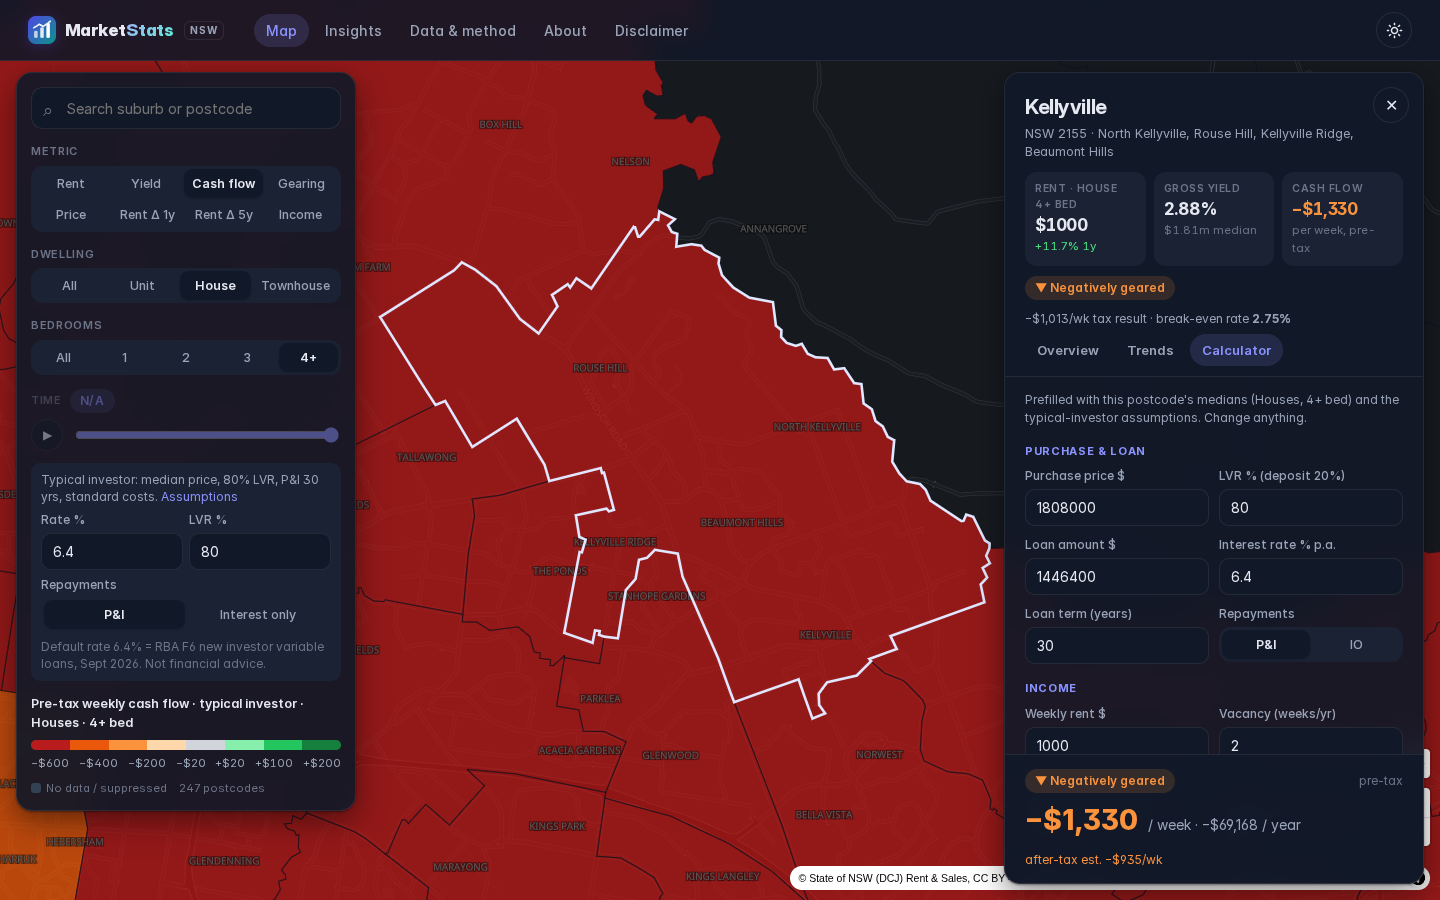 MarketStats NSW Map Insights Data & method About Disclaimer
Search suburb or postcode
METRIC
Rent Yield Cash flow Gearing
Price Rent Δ 1y Rent Δ 5y Income
DWELLING
All Unit House Townhouse
BEDROOMS
All 1 2 3 4+
TIME N/A
Typical investor: median price, 80% LVR, P&I 30
yrs, standard costs. Assumptions
Rate % LVR %
6.4 80
Repayments
P&I Interest only
Default rate 6.4% = RBA F6 new investor variable
loans, Sept 2026. Not financial advice.
Pre-tax weekly cash flow · typical investor ·
Houses · 4+ bed
−$600 −$400 −$200 −$20 +$20 +$100 +$200
No data / suppressed 247 postcodes
BOX HILL
NELSON
ANNANGROVE
FARM
ROUSE HILL
NORTH KELLYVILLE
TALLAWONG
BEAUMONT HILLS
KELLYVILLE RIDGE
THE PONDS
STANHOPE GARDENS
KELLYVILLE
PARKLEA
ACACIA GARDENS
GLENWOOD
NORWEST
BELLA VISTA
KINGS PARK
HEBERSHAM
GLENDENNING
MARAYONG
KINGS LANGLEY
© State of NSW (DCJ) Rent & Sales, CC BY
Kellyville
NSW 2155 · North Kellyville, Rouse Hill, Kellyville Ridge,
Beaumont Hills
RENT · HOUSE
4+ BED
$1000
+11.7% 1y
GROSS YIELD
2.88%
$1.81m median
CASH FLOW
−$1,330
per week, pre-
tax
▼ Negatively geared
−$1,013/wk tax result · break-even rate 2.75%
Overview Trends Calculator
Prefilled with this postcode's medians (Houses, 4+ bed) and the
typical-investor assumptions. Change anything.
PURCHASE & LOAN
Purchase price $ LVR % (deposit 20%)
1808000 80
Loan amount $ Interest rate % p.a.
1446400 6.4
Loan term (years) Repayments
30 P&I IO
INCOME
Weekly rent $ Vacancy (weeks/yr)
1000 2
▼ Negatively geared pre-tax
−$1,330 / week · −$69,168 / year
after-tax est. −$935/wk